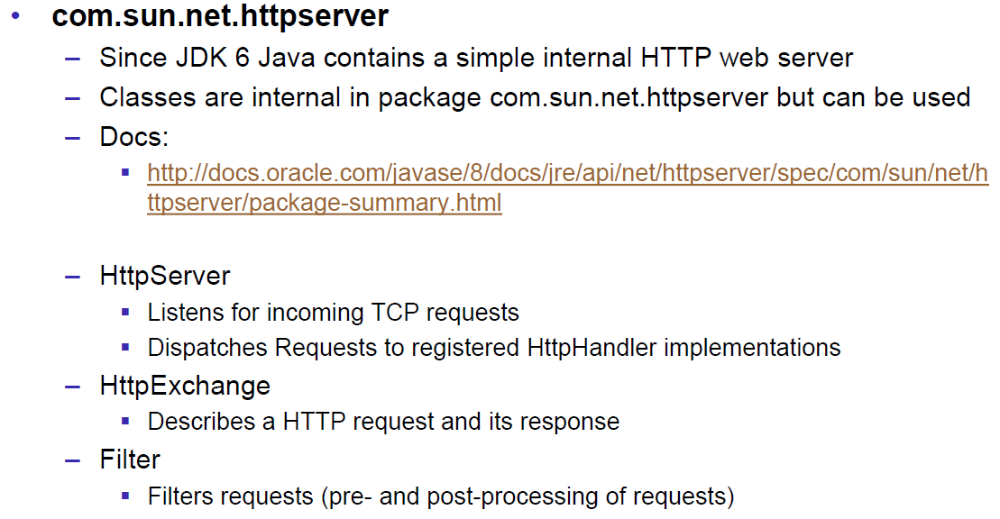 • com.sun.net.httpserver
– Since JDK 6 Java contains a simple internal HTTP web server
– Classes are internal in package com.sun.net.httpserver but can be used
– Docs:
▪ http://docs.oracle.com/javase/8/docs/jre/api/net/httpserver/spec/com/sun/net/h
ttpserver/package-summary.html
– HttpServer
▪ Listens for incoming TCP requests
▪ Dispatches Requests to registered HttpHandler implementations
– HttpExchange
▪ Describes a HTTP request and its response
– Filter
▪ Filters requests (pre- and post-processing of requests)